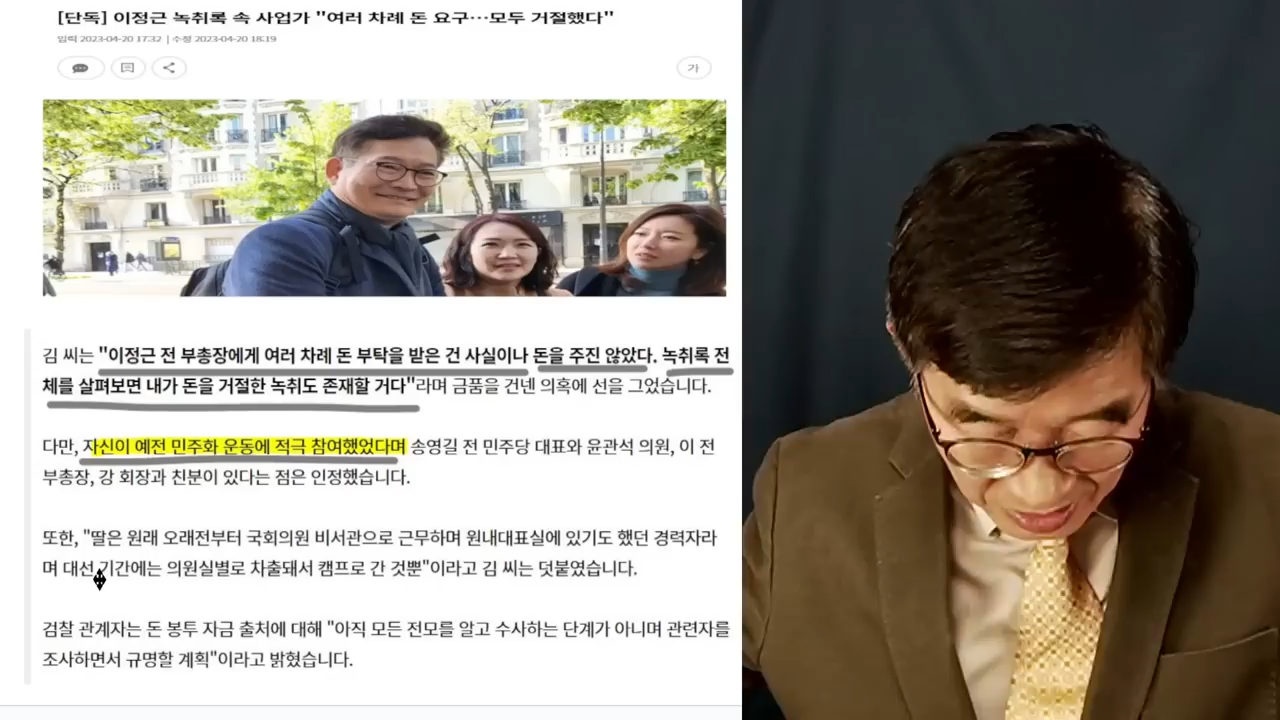 [단독] 이정근 녹취록 속 사업가 "여러 차례 돈 요구…모두 거절했다"
입력 2023-04-20 17:32 | 수정 2023-04-20 18:19
가
김 씨는 "이정근 전 부총장에게 여러 차례 돈 부탁을 받은 건 사실이나 돈을 주진 않았다. 녹취록 전
체를 살펴보면 내가 돈을 거절한 녹취도 존재할 거다"라며 금품을 건넨 의혹에 선을 그었습니다.
다만, 자신이 예전 민주화 운동에 적극 참여했었다며 송영길 전 민주당 대표와 윤관석 의원, 이 전
부총장, 강 회장과 친분이 있다는 점은 인정했습니다.
또한, "딸은 원래 오래전부터 국회의원 비서관으로 근무하며 원내대표실에 있기도 했던 경력자라
며 대선 기간에는 의원실별로 차출돼서 캠프로 간 것뿐"이라고 김 씨는 덧붙였습니다.
검찰 관계자는 돈 봉투 자금 출처에 대해 "아직 모든 전모를 알고 수사하는 단계가 아니며 관련자를
조사하면서 규명할 계획"이라고 밝혔습니다.